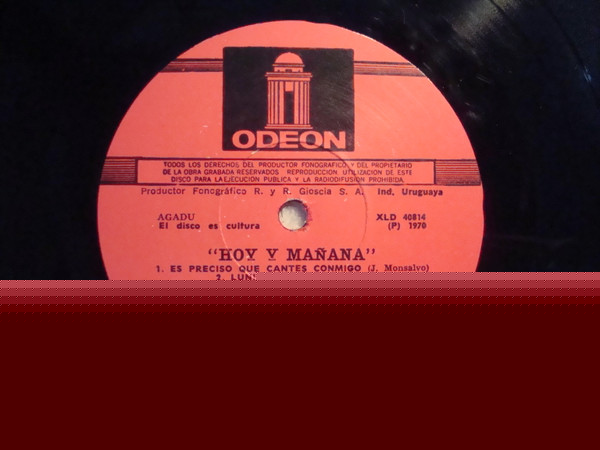 ODEON
TODOS LOS DERECHOS DEL PRODUCTOR FONOGRAFICO Y DEL PROPIETARIO
DE LA OBRA GRABADA RESERVADOS REPRODUCCION UTILIZACION DE ESTE
DISCO PARA LA EJECUCION PUBLICA Y LA RADIODIFUSION PROHIBIDA.
Productor Fonográfico R. y R. Gioscia S. A. Ind. Uruguaya
AGADU XLD 40814
El disco es cultura (P) 1970
"HOY Y MAÑANA"
1. ES PRECISO QUE CANTES CONMIGO (J. Monsalvo)
2.